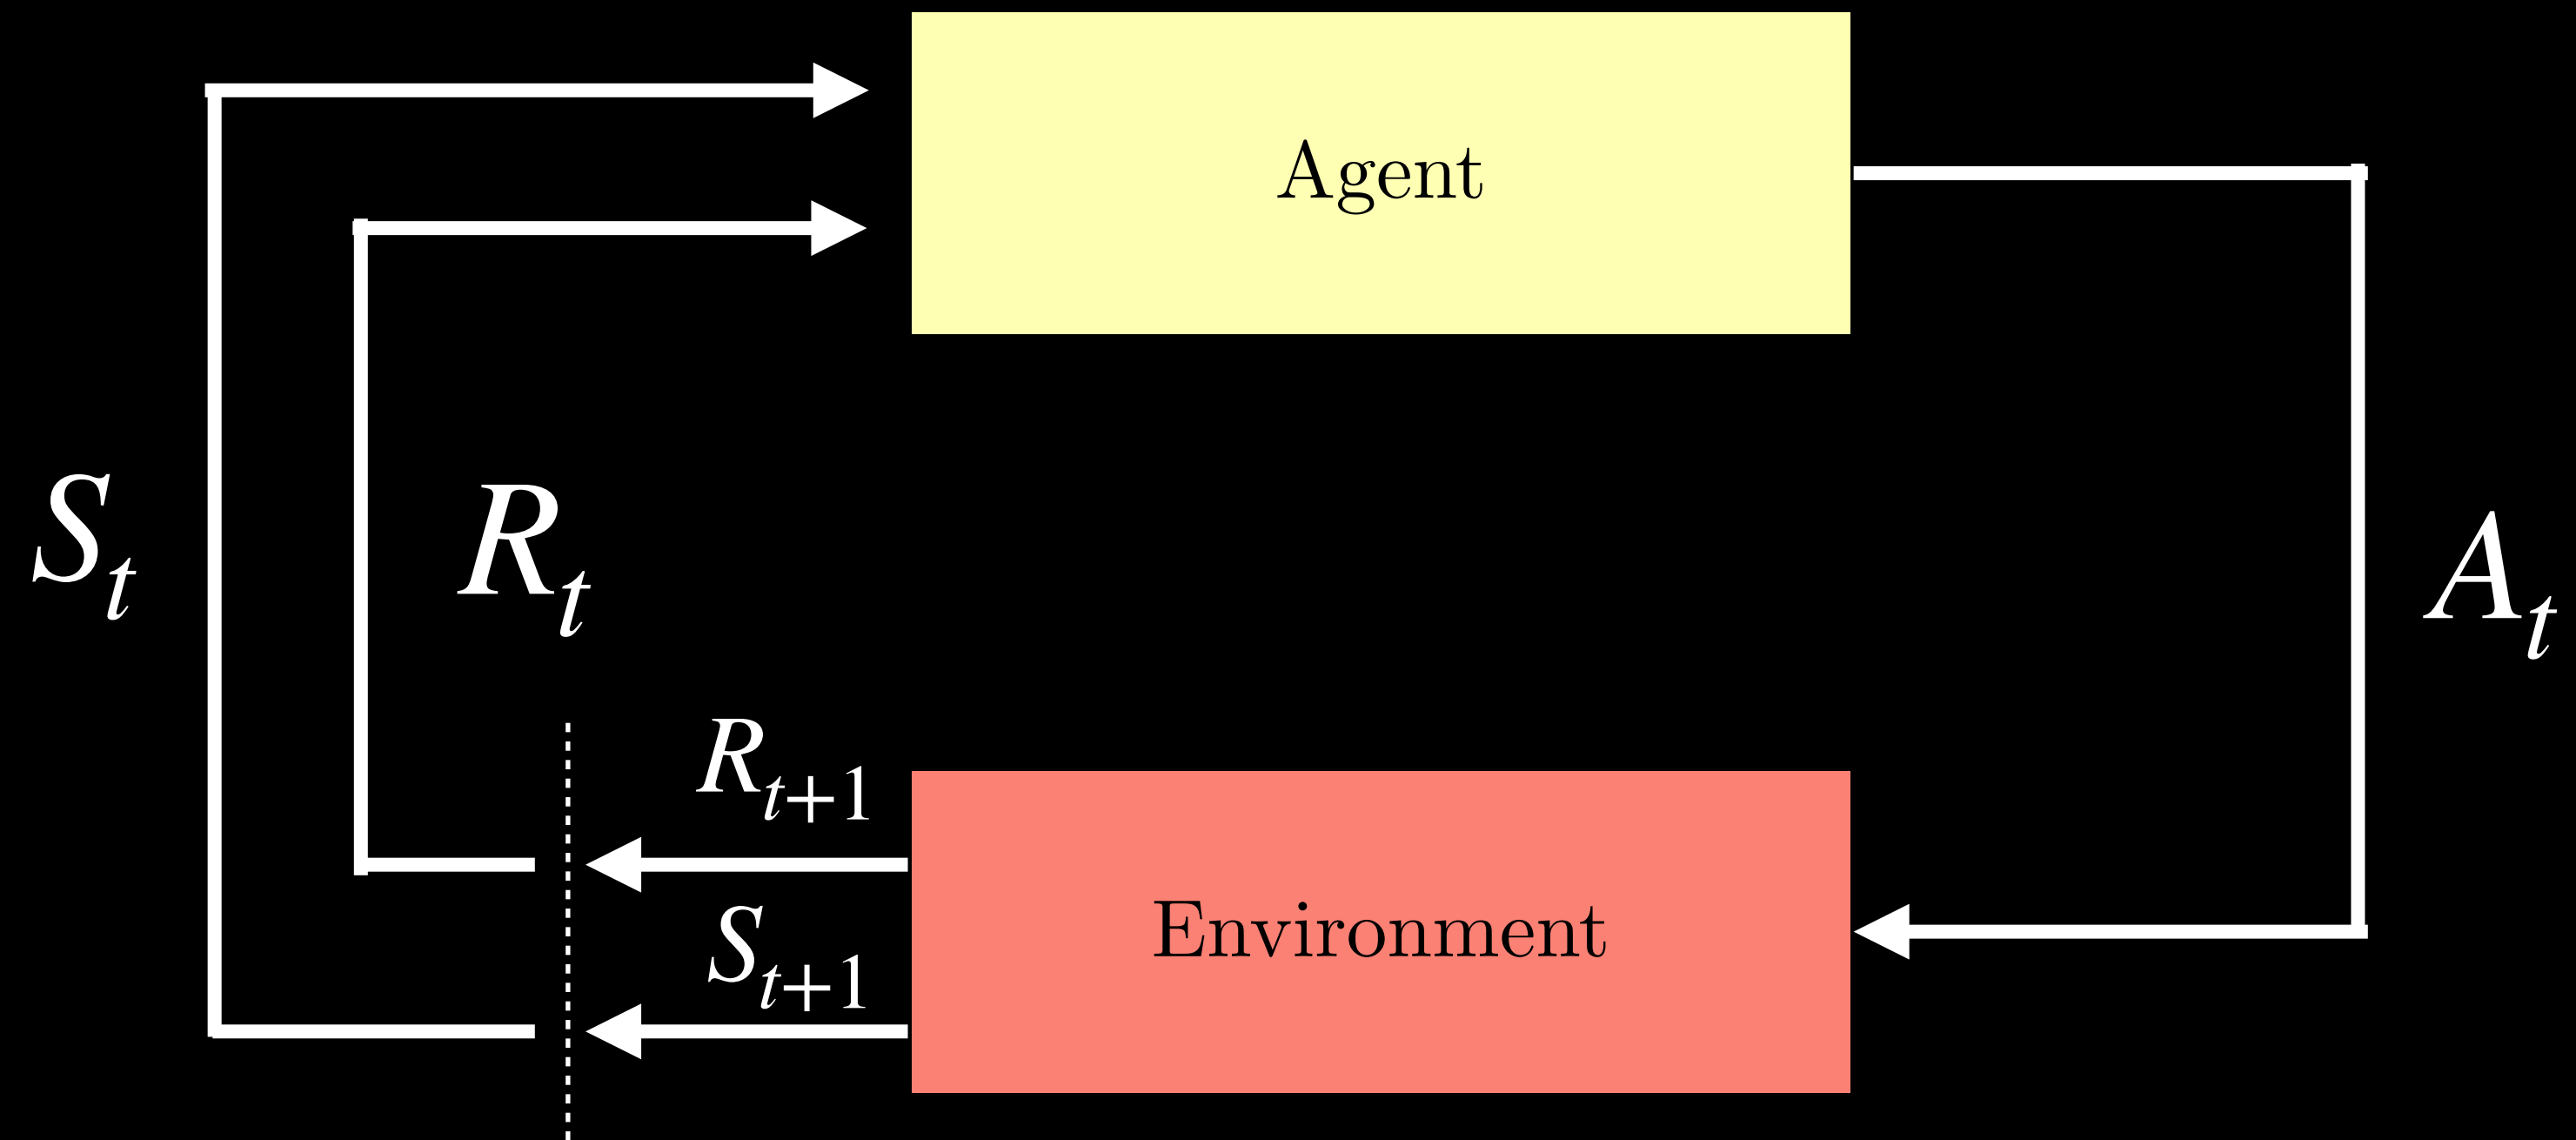 Agent
S_t
R_t
A_t
R_{t+1}
Environment
S_{t+1}